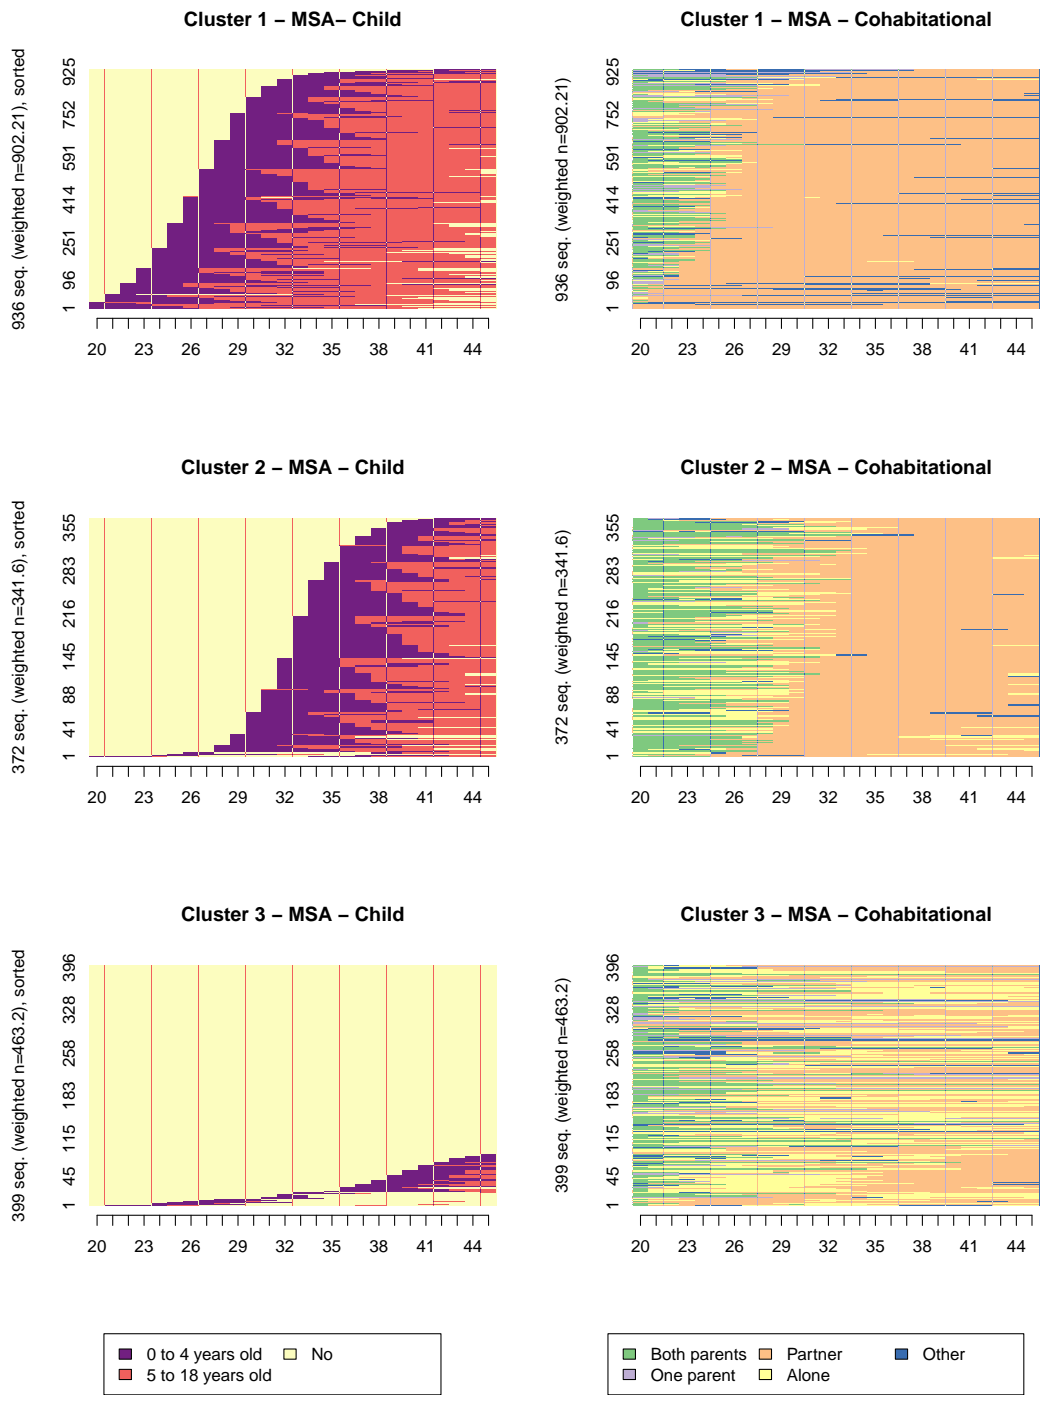 Cluster 1 – MSA– Child
Cluster 1 – MSA – Cohabitational
936 seq. (weighted n=902.21), sorted
1 96 251 414 591 752 925
20 23 26 29 32 35 38 41 44
936 seq. (weighted n=902.21)
1 96 251 414 591 752 925
20 23 26 29 32 35 38 41 44
Cluster 2 – MSA – Child
Cluster 2 – MSA – Cohabitational
372 seq. (weighted n=341.6), sorted
1 41 88 145 216 283 355
20 23 26 29 32 35 38 41 44
372 seq. (weighted n=341.6)
1 41 88 145 216 283 355
20 23 26 29 32 35 38 41 44
Cluster 3 – MSA – Child
Cluster 3 – MSA – Cohabitational
399 seq. (weighted n=463.2), sorted
1 45 115 183 258 328 396
20 23 26 29 32 35 38 41 44
399 seq. (weighted n=463.2)
1 45 115 183 258 328 396
20 23 26 29 32 35 38 41 44
0 to 4 years old No
5 to 18 years old
Both parents Partner Other
One parent Alone